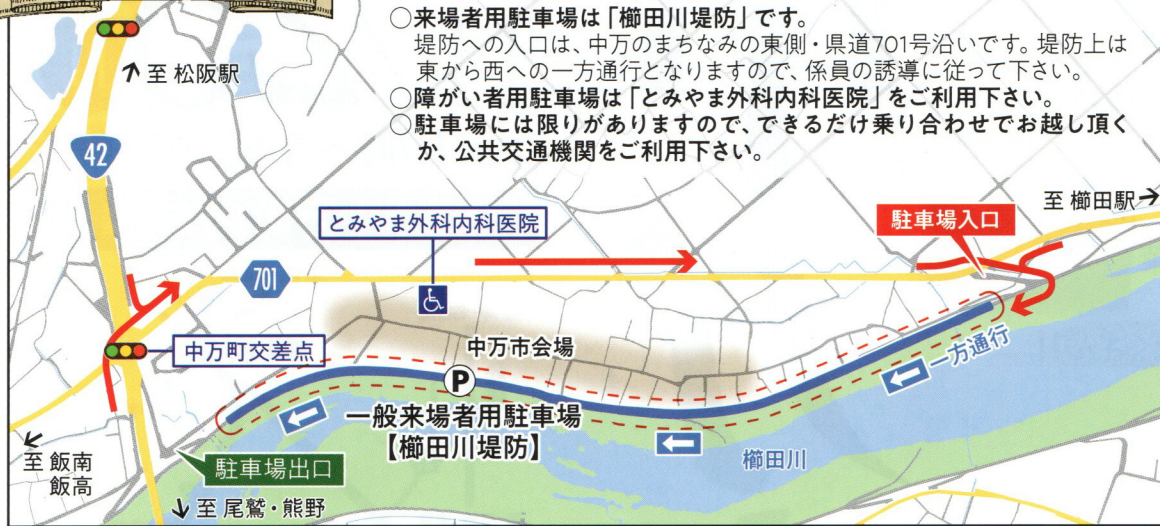 ○来場者用駐車場は「櫛田川堤防」です。
堤防への入口は、中万のまちなみの東側・県道701号沿いです。堤防上は
東から西への一方通行となりますので、係員の誘導に従って下さい。
○障がい者用駐車場は「とみやま外科内科医院」をご利用下さい。
○駐車場には限りがありますので、できるだけ乗り合わせでお越し頂く
か、公共交通機関をご利用下さい。
至 松阪駅
42
とみやま外科内科医院
駐車場入口
至 櫛田駅
701
中万町交差点
中万市会場
P
一方通行
一般来場者用駐車場
【櫛田川堤防】
櫛田川
至 飯南
飯高
駐車場出口
至 尾鷲・熊野